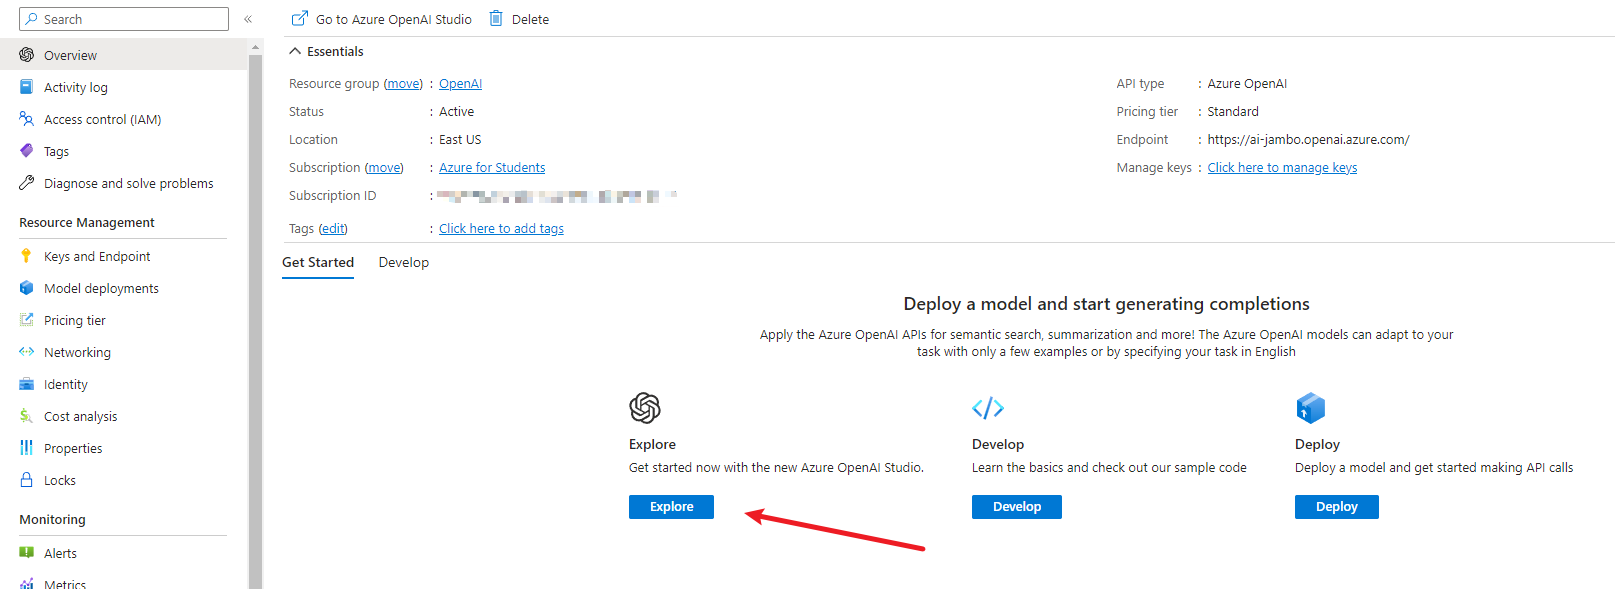 Search
«
Overview
Activity log
Access control (IAM)
Tags
Diagnose and solve problems
Resource Management
Keys and Endpoint
Model deployments
Pricing tier
Networking
Identity
Cost analysis
Properties
Locks
Monitoring
Alerts
Metrics
Go to Azure OpenAI Studio
Delete
Essentials
Resource group (move) : OpenAI
Status : Active
Location : East US
Subscription (move) : Azure for Students
Subscription ID :
Tags (edit) : Click here to add tags
API type : Azure OpenAI
Pricing tier : Standard
Endpoint : https://ai-jambo.openai.azure.com/
Manage keys : Click here to manage keys
Get Started
Develop
Deploy a model and start generating completions
Apply the Azure OpenAI APIs for semantic search, summarization and more! The Azure OpenAI models can adapt to your
task with only a few examples or by specifying your task in English
Explore
Get started now with the new Azure OpenAI Studio.
Explore
Develop
Learn the basics and check out our sample code
Develop
Deploy
Deploy a model and get started making API calls
Deploy